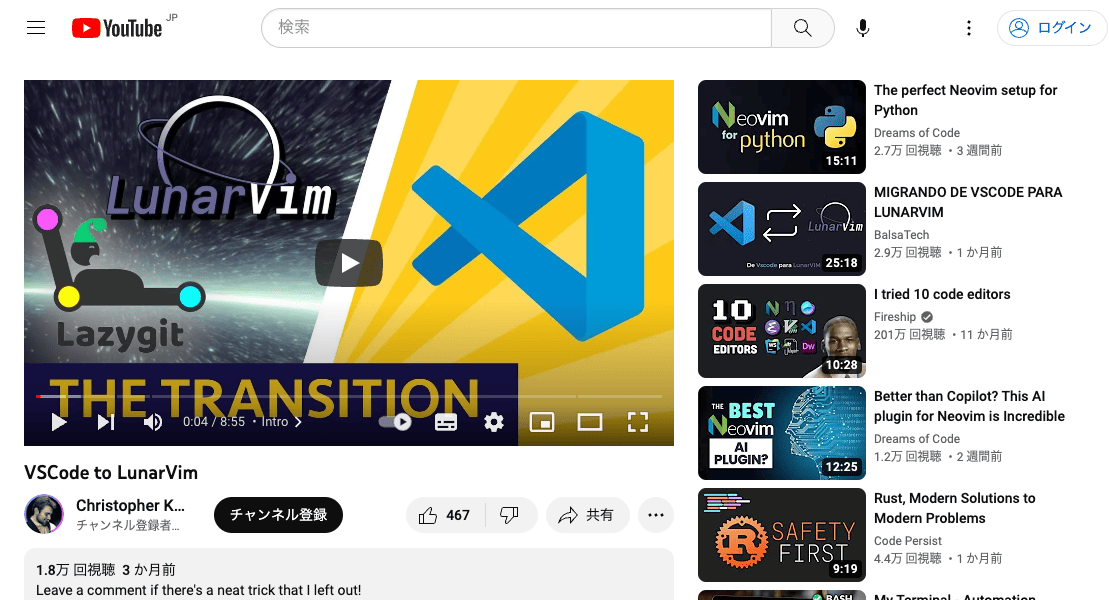 YouTube JP
検索
ログイン
LUNARVIM
Lazygit
THE TRANSITION
0:04 / 8:55 • Intro
VSCode to LunarVim
Christopher K...
チャンネル登録者...
チャンネル登録
467
共有
1.8万 回視聴 3 か月前
Leave a comment if there's a neat trick that I left out!
Neovim
for python
15:11
The perfect Neovim setup for
Python
Dreams of Code
2.7万 回視聴 ・3 週間前
LUNARVIM
De Vscode para LunarVIM
25:18
MIGRANDO DE VSCODE PARA
LUNARVIM
BalsaTech
2.9万 回視聴 ・1 か月前
10
CODE
EDITORS
WS
Dw
10:28
I tried 10 code editors
Fireship
201万 回視聴 ・11 か月前
THE BEST
Neovim
AI
PLUGIN?
12:25
Better than Copilot? This AI
plugin for Neovim is Incredible
Dreams of Code
1.2万 回視聴 ・2 週間前
R SAFETY
FIRST
9:19
Rust, Modern Solutions to
Modern Problems
Code Persist
4.4万 回視聴 ・1 か月前
BASH
My Terminal - Automation